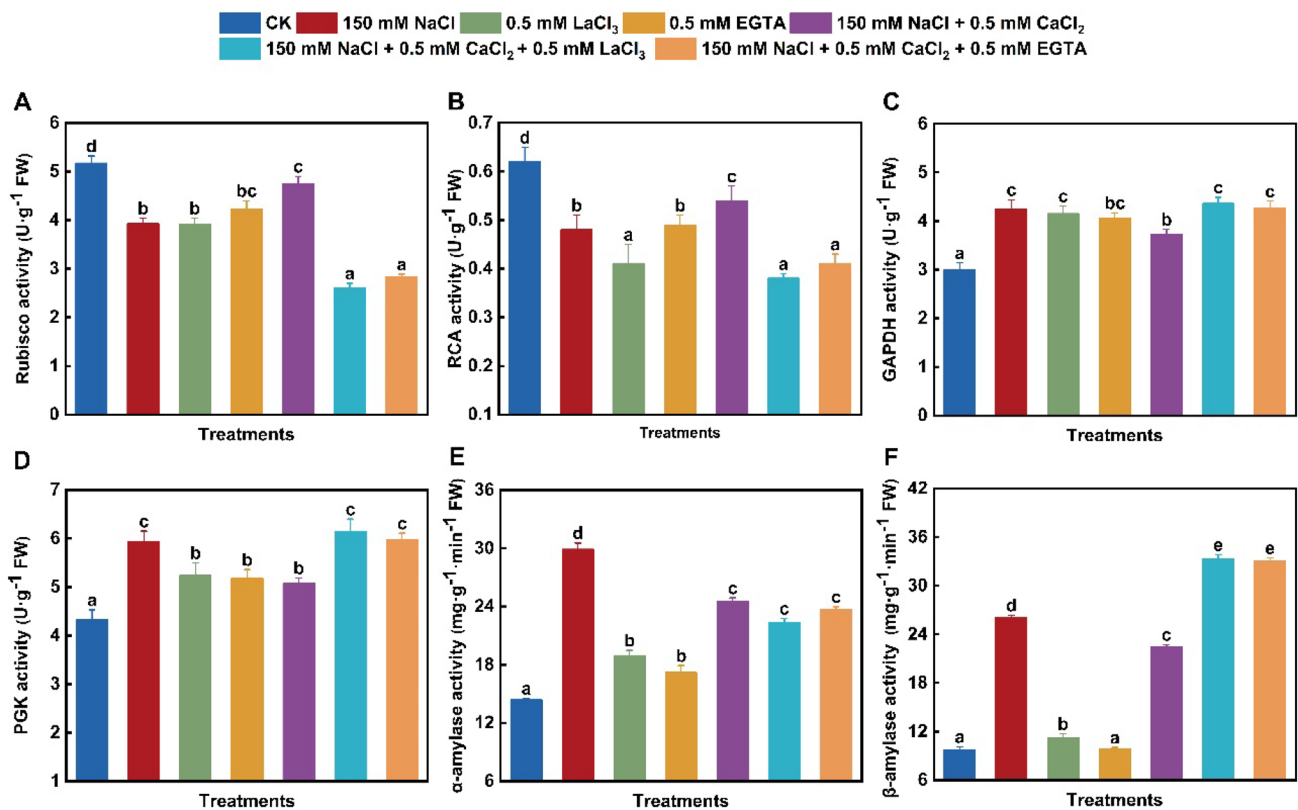 CK 150 mM NaCl 0.5 mM LaCl₃ 0.5 mM EGTA 150 mM NaCl + 0.5 mM CaCl₂
150 mM NaCl + 0.5 mM CaCl₂ + 0.5 mM LaCl₃ 150 mM NaCl + 0.5 mM CaCl₂ + 0.5 mM EGTA
A
Rubisco activity (U·g⁻¹ FW)
6
5
4
3
2
1
0
d b b bc c a a
Treatments
B
RCA activity (U·g⁻¹ FW)
0.7
0.6
0.5
0.4
0.3
0.2
0.1
d b a b c a a
Treatments
C
GAPDH activity (U·g⁻¹ FW)
6
5
4
3
2
1
0
a c c bc b c c
Treatments
D
PGK activity (U·g⁻¹ FW)
7
6
5
4
3
2
1
a c b b b c c
Treatments
E
α-amylase activity (mg·g⁻¹·min⁻¹ FW)
36
30
24
18
12
6
a d b b c c c
Treatments
F
β-amylase activity (mg·g⁻¹·min⁻¹ FW)
42
36
30
24
18
12
6
a d b a c e e
Treatments